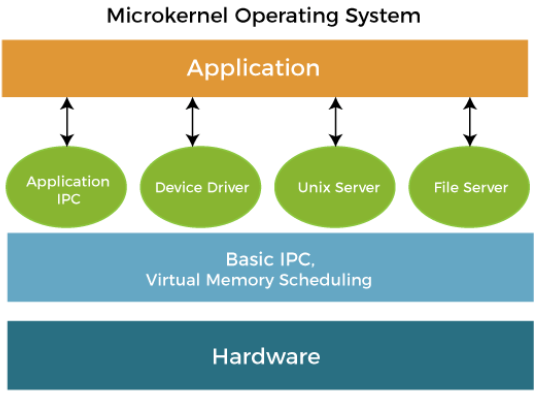 Microkernel Operating System
Application
Application
IPC
Device Driver
Unix Server
File Server
Basic IPC,
Virtual Memory Scheduling
Hardware